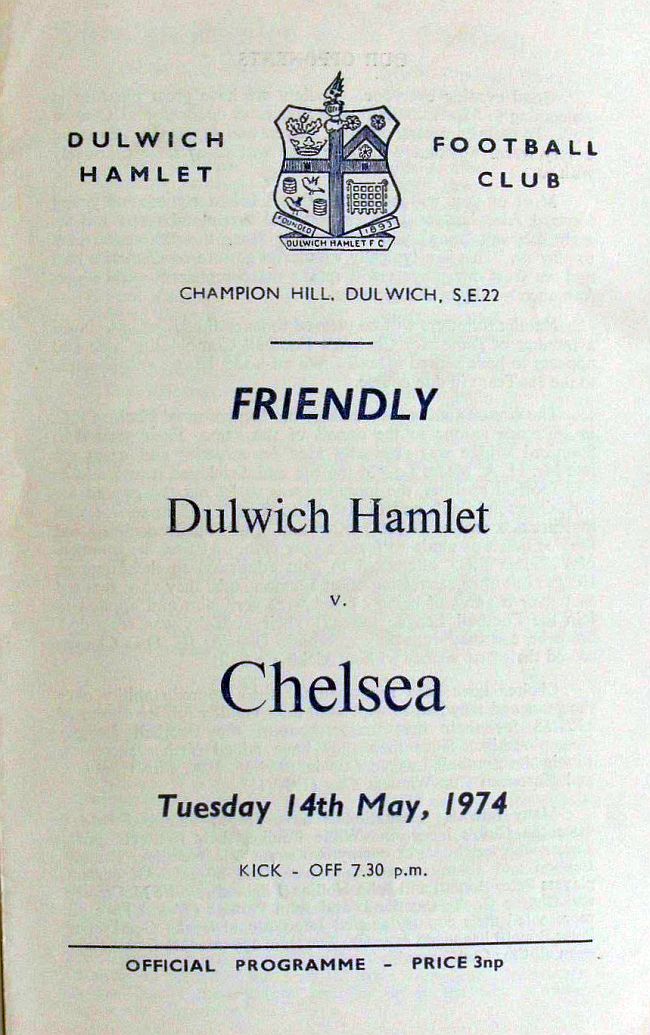 DULWICH HAMLET
FOOTBALL CLUB
FOUNDED 1893
DULWICH HAMLET F C
CHAMPION HILL, DULWICH, S.E.22
FRIENDLY
Dulwich Hamlet
v.
Chelsea
Tuesday 14th May, 1974
KICK - OFF 7.30 p.m.
OFFICIAL PROGRAMME - PRICE 3np